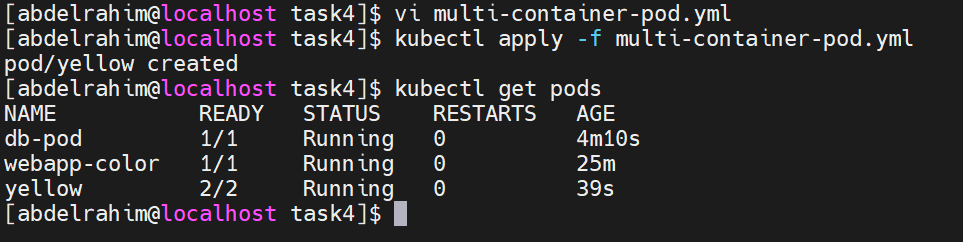 [abdelrahim@localhost task4]$ vi multi-container-pod.yml
[abdelrahim@localhost task4]$ kubectl apply -f multi-container-pod.yml
pod/yellow created
[abdelrahim@localhost task4]$ kubectl get pods
NAME           READY   STATUS    RESTARTS   AGE
db-pod         1/1     Running   0          4m10s
webapp-color   1/1     Running   0          25m
yellow         2/2     Running   0          39s
[abdelrahim@localhost task4]$